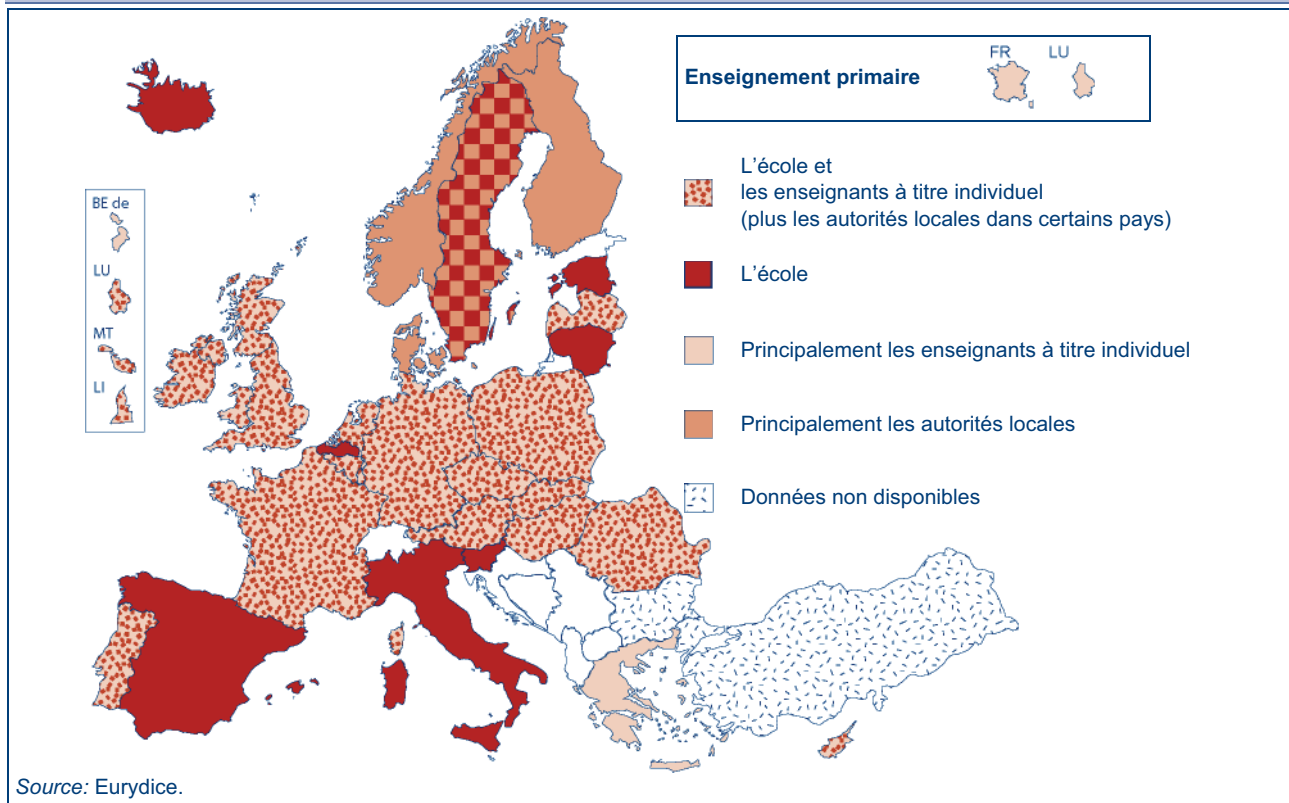 Enseignement primaire
FR
LU
L'école et
les enseignants à titre individuel
(plus les autorités locales dans certains pays)
L'école
Principalement les enseignants à titre individuel
Principalement les autorités locales
Données non disponibles
BE de
LU
MT
LI
Source: Eurydice.